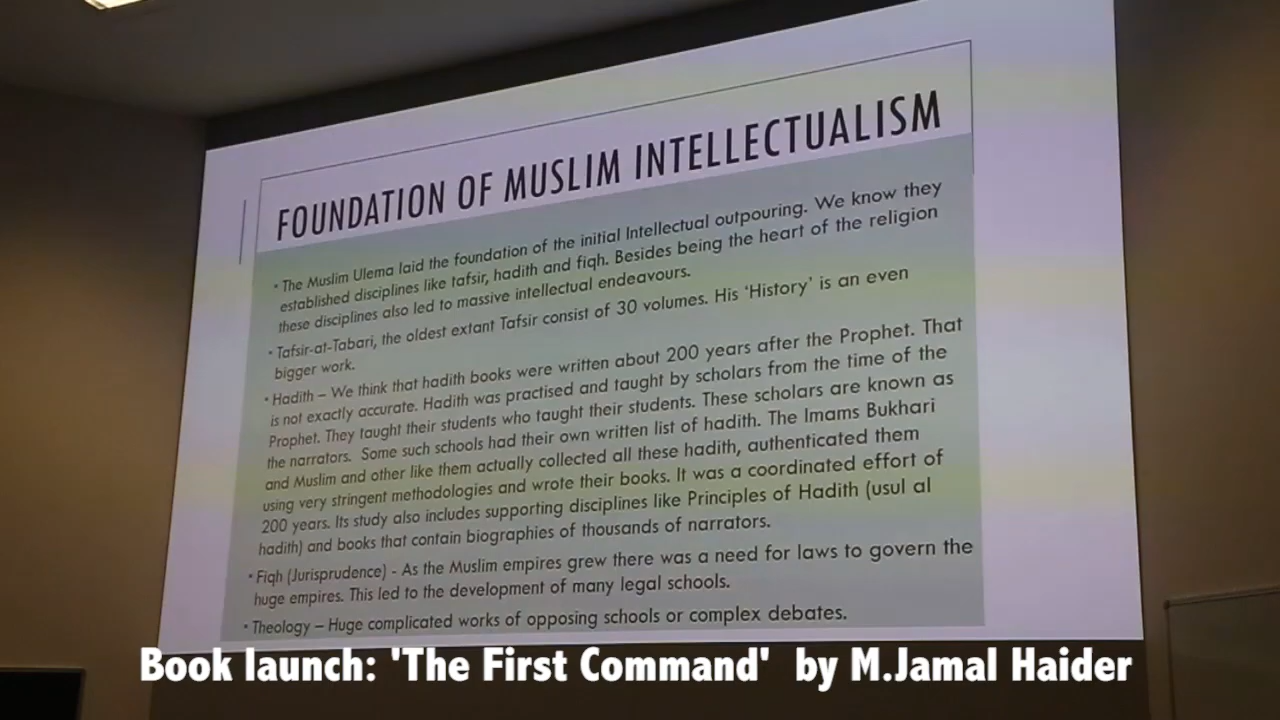 FOUNDATION OF MUSLIM INTELLECTUALISM
• The Muslim Ulema laid the foundation of the initial Intellectual outpouring. We know they
established disciplines like tafsir, hadith and fiqh. Besides being the heart of the religion
these disciplines also led to massive intellectual endeavours.
• Tafsir-at-Tabari, the oldest extant Tafsir consist of 30 volumes. His ‘History’ is an even
bigger work.
• Hadith – We think that hadith books were written about 200 years after the Prophet. That
is not exactly accurate. Hadith was practised and taught by scholars from the time of the
Prophet. They taught their students who taught their students. These scholars are known as
the narrators. Some such schools had their own written list of hadith. The Imams Bukhari
and Muslim and other like them actually collected all these hadith, authenticated them
using very stringent methodologies and wrote their books. It was a coordinated effort of
200 years. Its study also includes supporting disciplines like Principles of Hadith (usul al
hadith) and books that contain biographies of thousands of narrators.
• Fiqh (Jurisprudence) - As the Muslim empires grew there was a need for laws to govern the
huge empires. This led to the development of many legal schools.
• Theology – Huge complicated works of opposing schools or complex debates.
Book launch: 'The First Command' by M.Jamal Haider